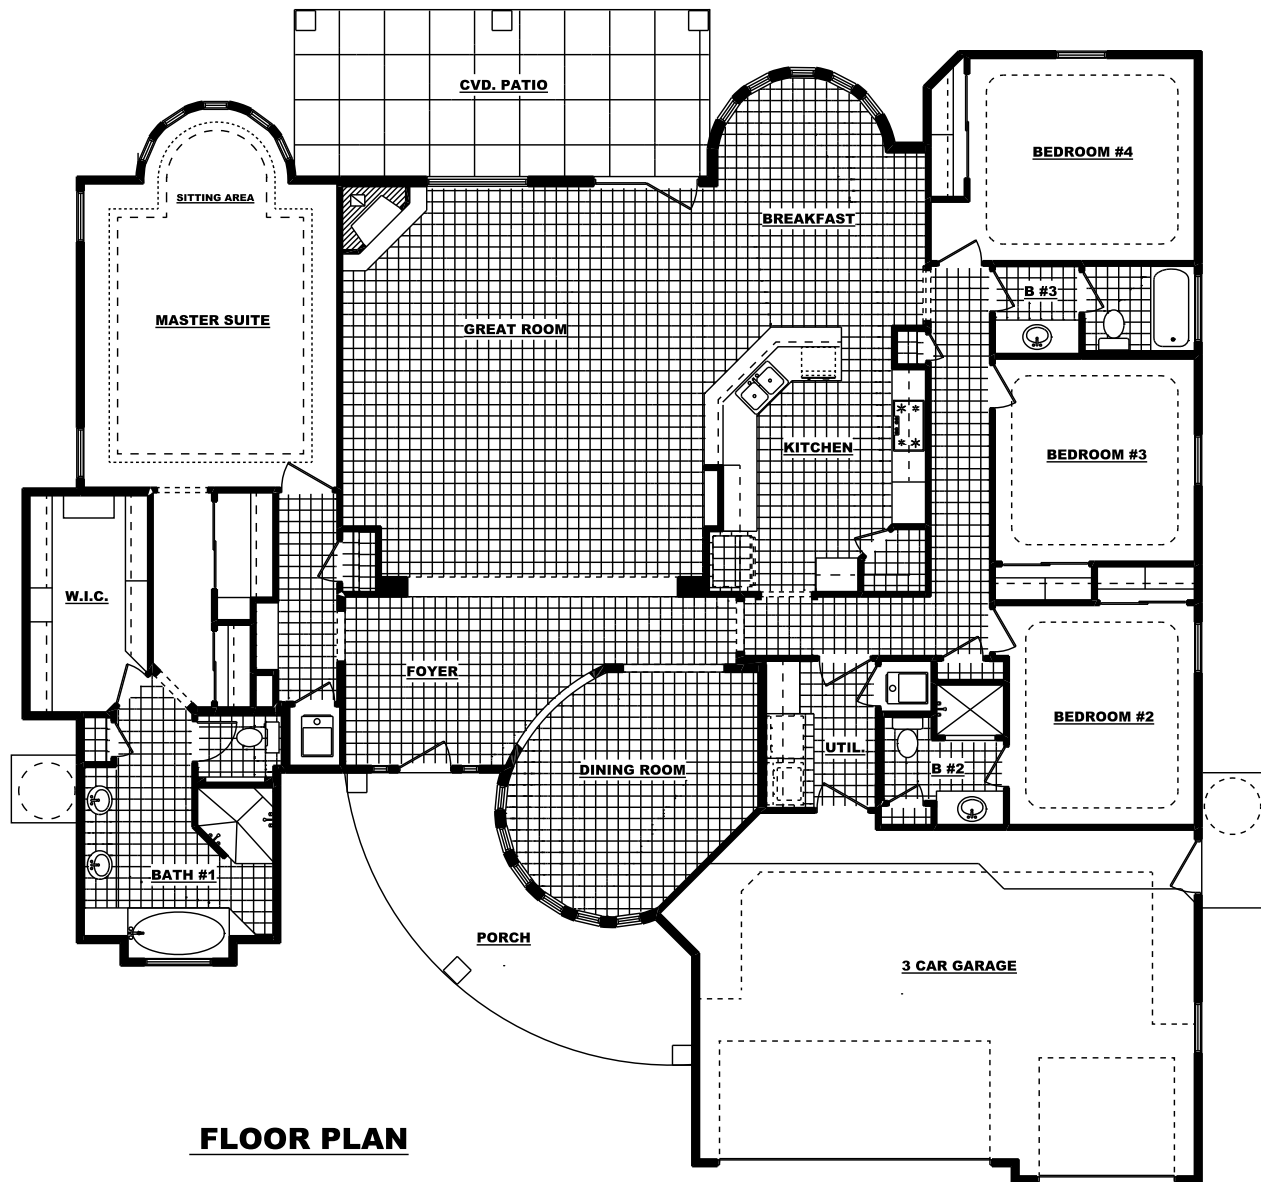 CVD. PATIO
BEDROOM #4
SITTING AREA
BREAKFAST
B #3
MASTER SUITE
GREAT ROOM
KITCHEN
BEDROOM #3
W.I.C.
FOYER
BEDROOM #2
UTIL.
DINING ROOM
B #2
BATH #1
PORCH
3 CAR GARAGE
FLOOR PLAN